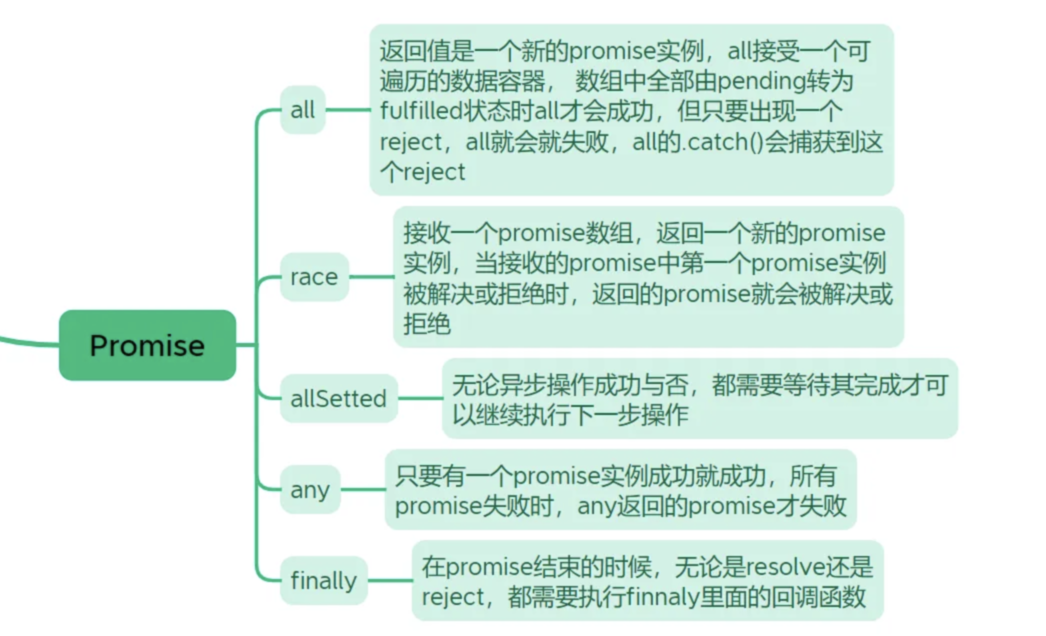 Promise
all
返回值是一个新的promise实例，all接受一个可
遍历的数据容器， 数组中全部由pending转为
fulfilled状态时all才会成功，但只要出现一个
reject，all就会就失败，all的.catch()会捕获到这
个reject
race
接收一个promise数组，返回一个新的promise
实例，当接收的promise中第一个promise实例
被解决或拒绝时，返回的promise就会被解决或
拒绝
allSetted
无论异步操作成功与否，都需要等待其完成才可
以继续执行下一步操作
any
只要有一个promise实例成功就成功，所有
promise失败时，any返回的promise才失败
finally
在promise结束的时候，无论是resolve还是
reject，都需要执行finnaly里面的回调函数